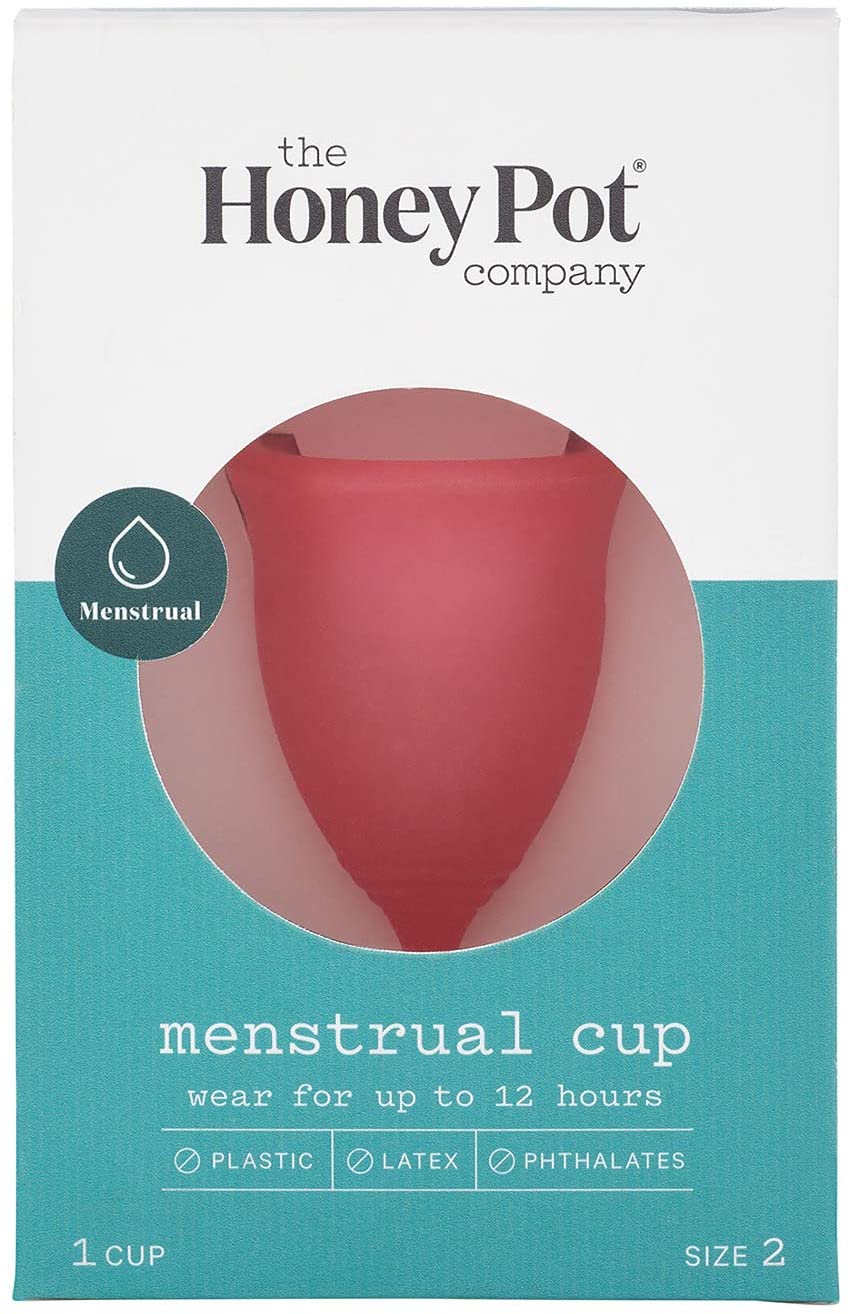 the
Honey Pot®
company
Menstrual
menstrual cup
wear for up to 12 hours
PLASTIC LATEX PHTHALATES
1 CUP SIZE 2